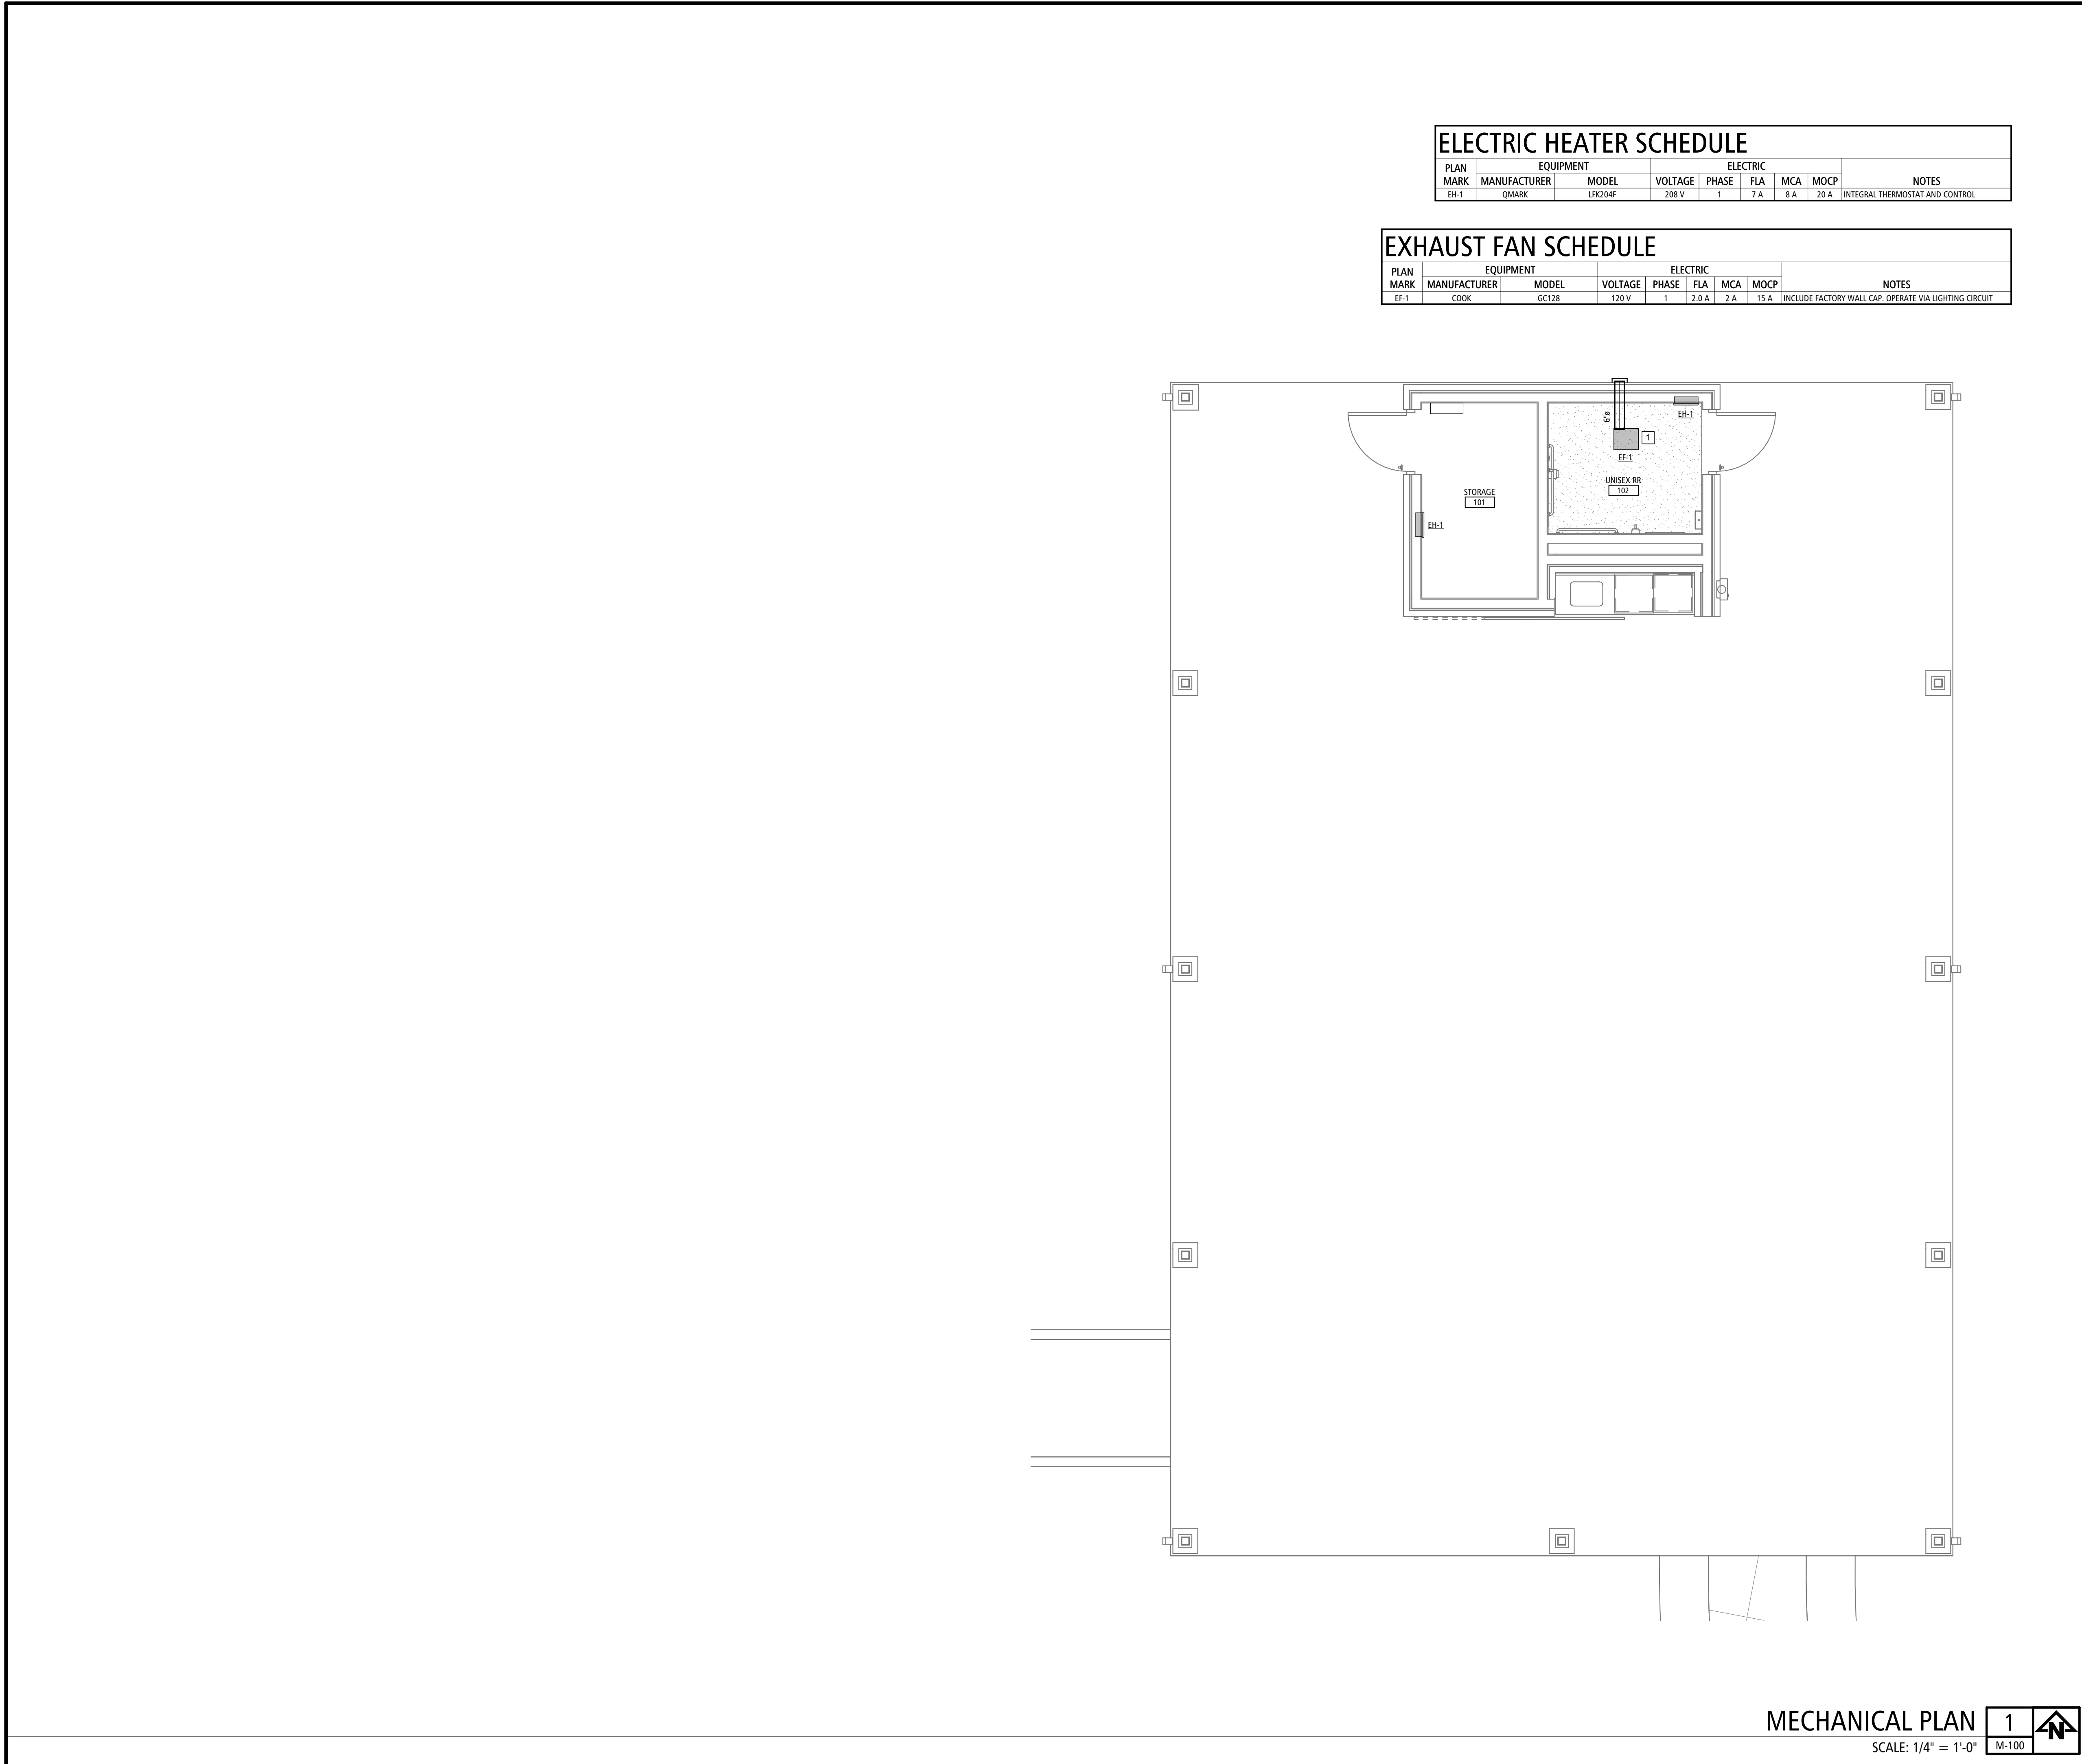 ELECTRIC HEATER SCHEDULE
PLAN MARK EQUIPMENT ELECTRIC NOTES
MANUFACTURER MODEL VOLTAGE PHASE FLA MCA MOCP
EH-1 QMARK LFK204F 208 V 1 7 A 8 A 20 A INTEGRAL THERMOSTAT AND CONTROL
EXHAUST FAN SCHEDULE
PLAN MARK EQUIPMENT ELECTRIC NOTES
MANUFACTURER MODEL VOLTAGE PHASE FLA MCA MOCP
EF-1 COOK GC128 120 V 1 2.0 A 2 A 15 A INCLUDE FACTORY WALL CAP. OPERATE VIA LIGHTING CIRCUIT
6"ø
EH-1
1
EF-1
UNISEX RR
102
STORAGE
101
EH-1
MECHANICAL PLAN
SCALE: 1/4" = 1'-0"
1
M-100
N